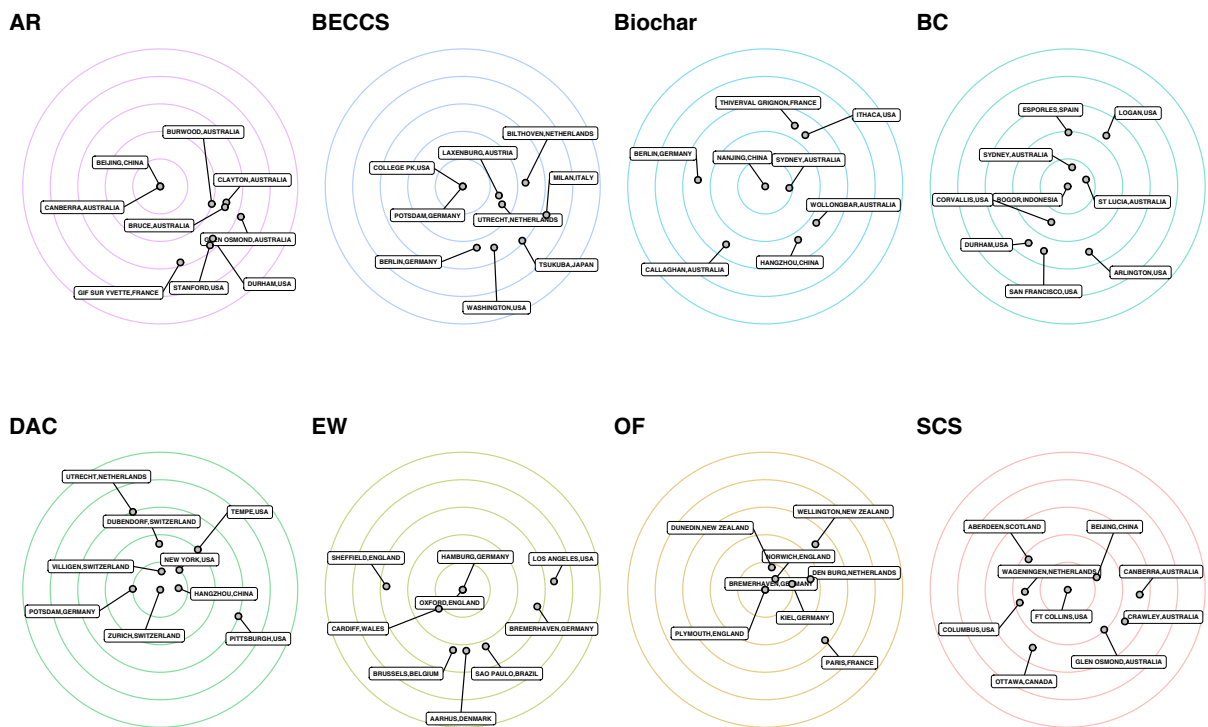 AR
BURWOOD,AUSTRALIA
BEIJING,CHINA
CLAYTON,AUSTRALIA
CANBERRA,AUSTRALIA
BRUCE,AUSTRALIA
GLEN OSMOND,AUSTRALIA
GIF SUR YVETTE,FRANCE
STANFORD,USA
DURHAM,USA
BECCS
BILTHOVEN,NETHERLANDS
LAXENBURG,AUSTRIA
COLLEGE PK,USA
MILAN,ITALY
POTSDAM,GERMANY
UTRECHT,NETHERLANDS
BERLIN,GERMANY
TSUKUBA,JAPAN
WASHINGTON,USA
Biochar
THIVERVAL GRIGNON,FRANCE
ITHACA,USA
BERLIN,GERMANY
NANJING,CHINA
SYDNEY,AUSTRALIA
WOLLONGBAR,AUSTRALIA
CALLAGHAN,AUSTRALIA
HANGZHOU,CHINA
BC
ESPORLES,SPAIN
LOGAN,USA
SYDNEY,AUSTRALIA
CORVALLIS,USA
BOGOR,INDONESIA
ST LUCIA,AUSTRALIA
DURHAM,USA
ARLINGTON,USA
SAN FRANCISCO,USA
DAC
UTRECHT,NETHERLANDS
DUBENDORF,SWITZERLAND
TEMPE,USA
NEW YORK,USA
VILLIGEN,SWITZERLAND
HANGZHOU,CHINA
POTSDAM,GERMANY
ZURICH,SWITZERLAND
PITTSBURGH,USA
EW
HAMBURG,GERMANY
SHEFFIELD,ENGLAND
LOS ANGELES,USA
OXFORD,ENGLAND
CARDIFF,WALES
BREMERHAVEN,GERMANY
BRUSSELS,BELGIUM
SAO PAULO,BRAZIL
AARHUS,DENMARK
OF
WELLINGTON,NEW ZEALAND
DUNEDIN,NEW ZEALAND
NORWICH,ENGLAND
DEN BURG,NETHERLANDS
BREMERHAVEN,GERMANY
KIEL,GERMANY
PLYMOUTH,ENGLAND
PARIS,FRANCE
SCS
ABERDEEN,SCOTLAND
BEIJING,CHINA
WAGENINGEN,NETHERLANDS
CANBERRA,AUSTRALIA
FT COLLINS,USA
CRAWLEY,AUSTRALIA
COLUMBUS,USA
GLEN OSMOND,AUSTRALIA
OTTAWA,CANADA